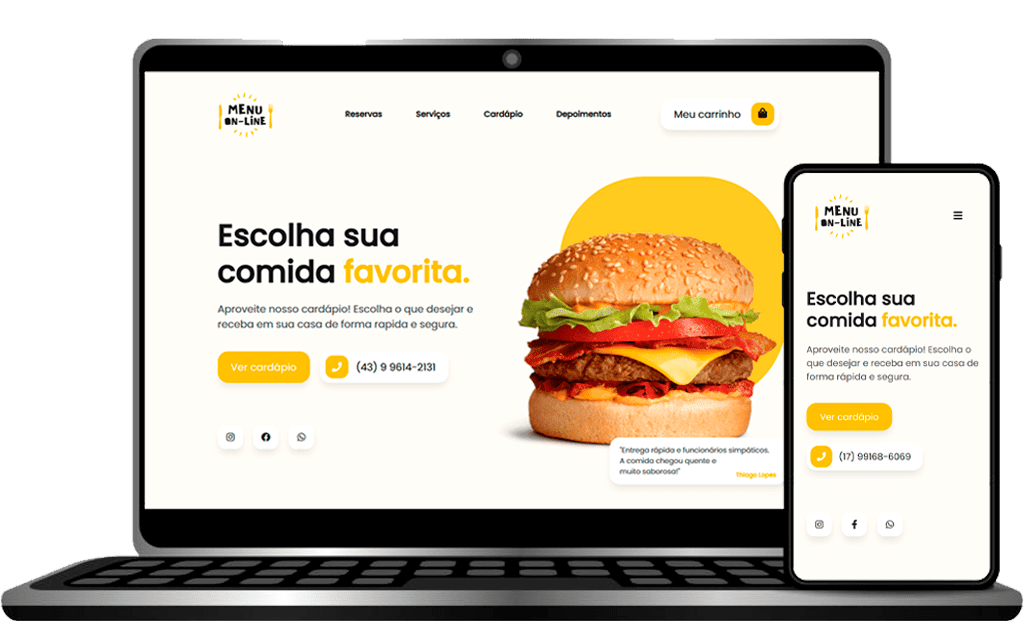 MENU
ON-LINE
Reservas
Serviços
Cardápio
Depoimentos
Meu carrinho
Escolha sua
comida favorita.
Aproveite nosso cardápio! Escolha o que desejar e
receba em sua casa de forma rapida e segura.
Ver cardápio
(43) 9 9614-2131
"Entrega rápida e funcionários simpáticos.
A comida chegou quente e
muito saborosa!"
Thiago Lopes
MENU
ON-LINE
Escolha sua
comida favorita.
Aproveite nosso cardápio! Escolha o
que desejar e receba em sua casa de
forma rápida e segura.
Ver cardápio
(17) 99168-6069